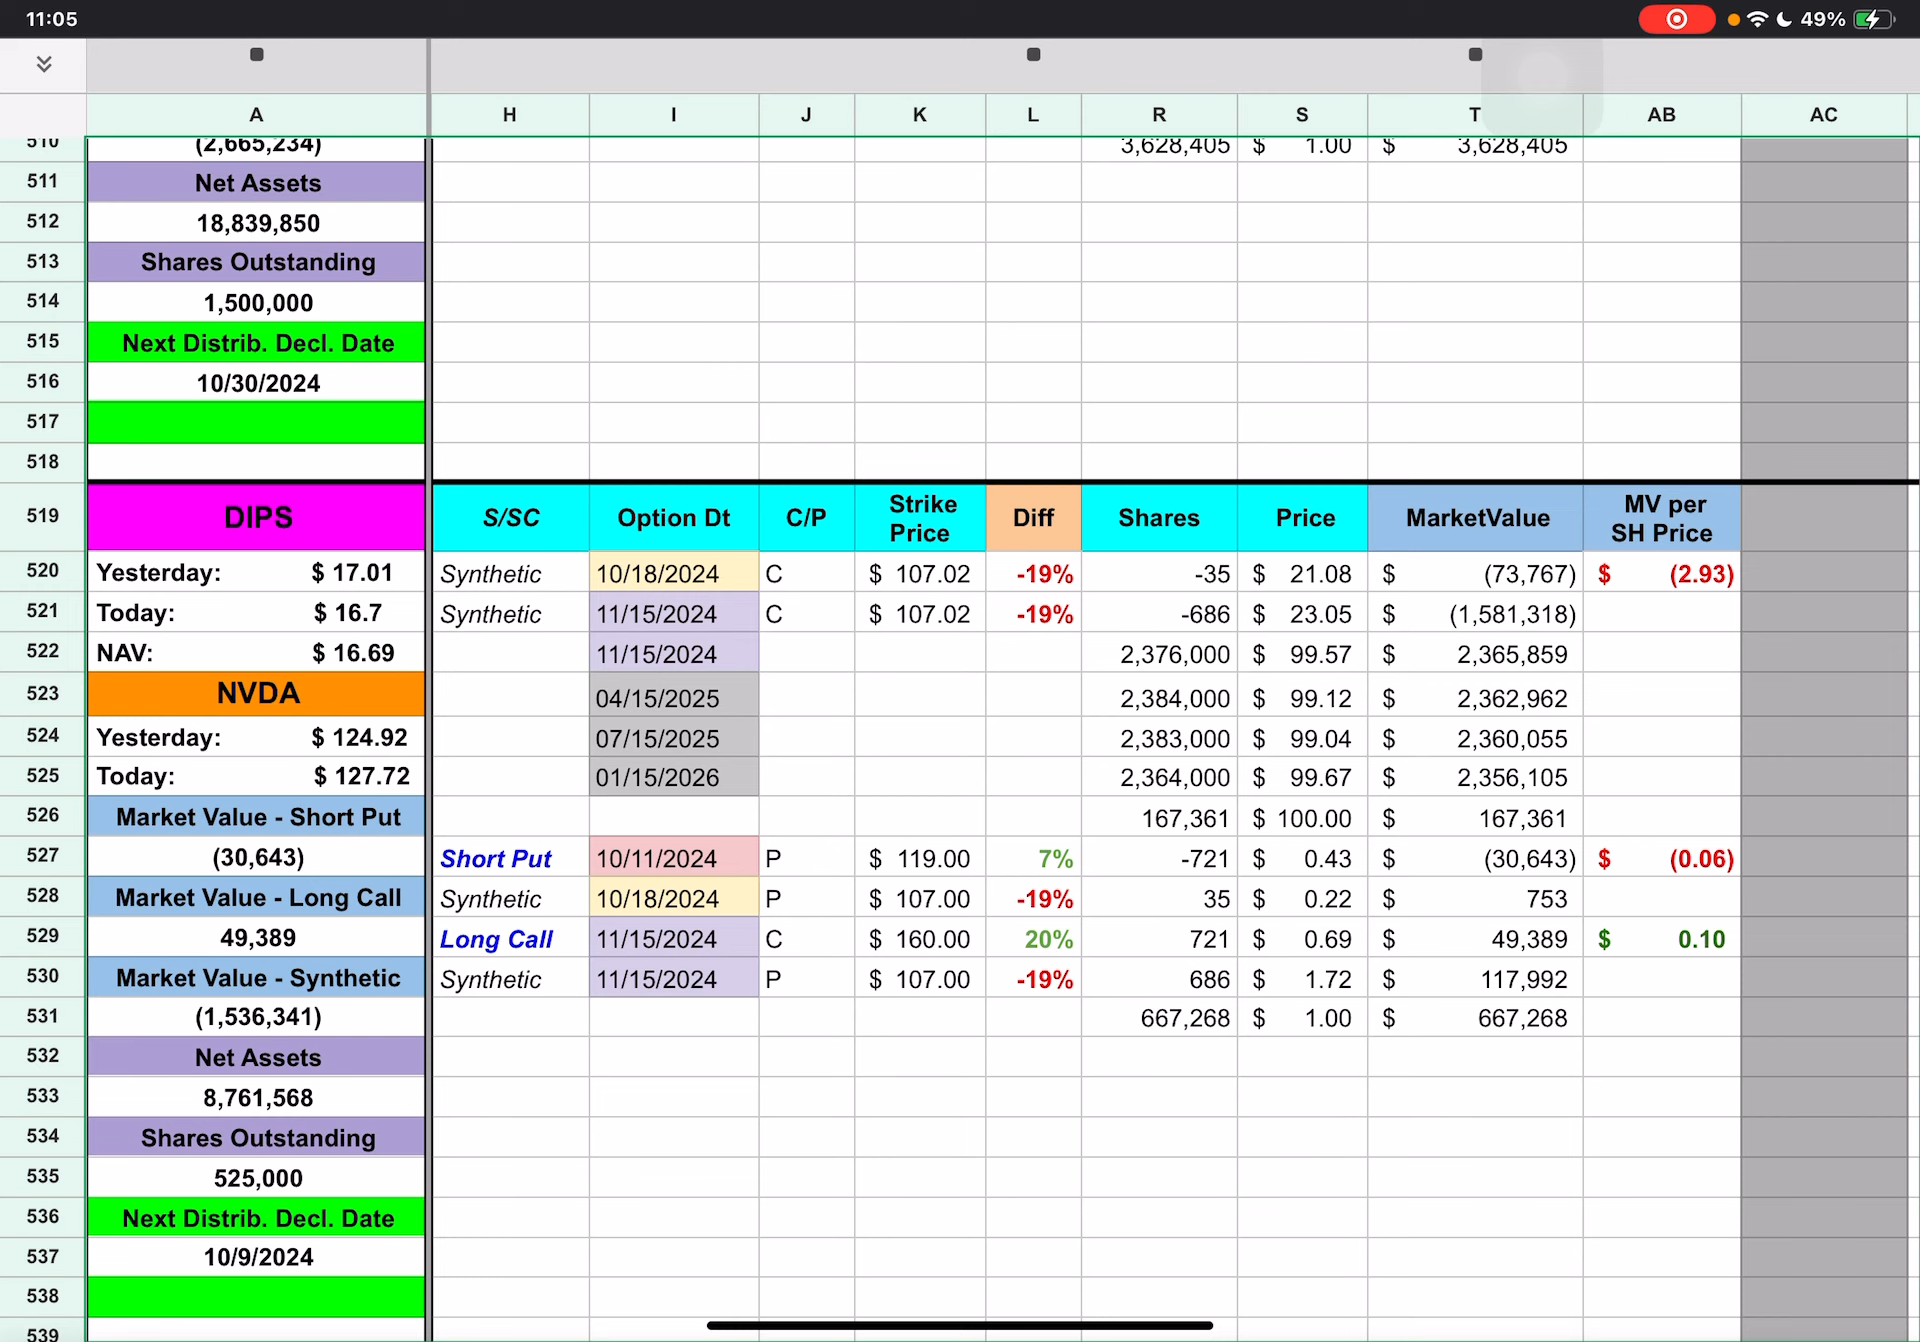 11:05
49%
A H I J K L R S T AB AC
510 (2,665,234) 3,628,405 $ 1.00 $ 3,628,405
511 Net Assets
512 18,839,850
513 Shares Outstanding
514 1,500,000
515 Next Distrib. Decl. Date
516 10/30/2024
517
518
519 DIPS S/SC Option Dt C/P Strike Price Diff Shares Price MarketValue MV per SH Price
520 Yesterday: $ 17.01 Synthetic 10/18/2024 C $ 107.02 -19% -35 $ 21.08 $ (73,767) $ (2.93)
521 Today: $ 16.7 Synthetic 11/15/2024 C $ 107.02 -19% -686 $ 23.05 $ (1,581,318)
522 NAV: $ 16.69 11/15/2024 2,376,000 $ 99.57 $ 2,365,859
523 NVDA 04/15/2025 2,384,000 $ 99.12 $ 2,362,962
524 Yesterday: $ 124.92 07/15/2025 2,383,000 $ 99.04 $ 2,360,055
525 Today: $ 127.72 01/15/2026 2,364,000 $ 99.67 $ 2,356,105
526 Market Value - Short Put 167,361 $ 100.00 $ 167,361
527 (30,643) Short Put 10/11/2024 P $ 119.00 7% -721 $ 0.43 $ (30,643) $ (0.06)
528 Market Value - Long Call Synthetic 10/18/2024 P $ 107.00 -19% 35 $ 0.22 $ 753
529 49,389 Long Call 11/15/2024 C $ 160.00 20% 721 $ 0.69 $ 49,389 $ 0.10
530 Market Value - Synthetic Synthetic 11/15/2024 P $ 107.00 -19% 686 $ 1.72 $ 117,992
531 (1,536,341) 667,268 $ 1.00 $ 667,268
532 Net Assets
533 8,761,568
534 Shares Outstanding
535 525,000
536 Next Distrib. Decl. Date
537 10/9/2024
538
539